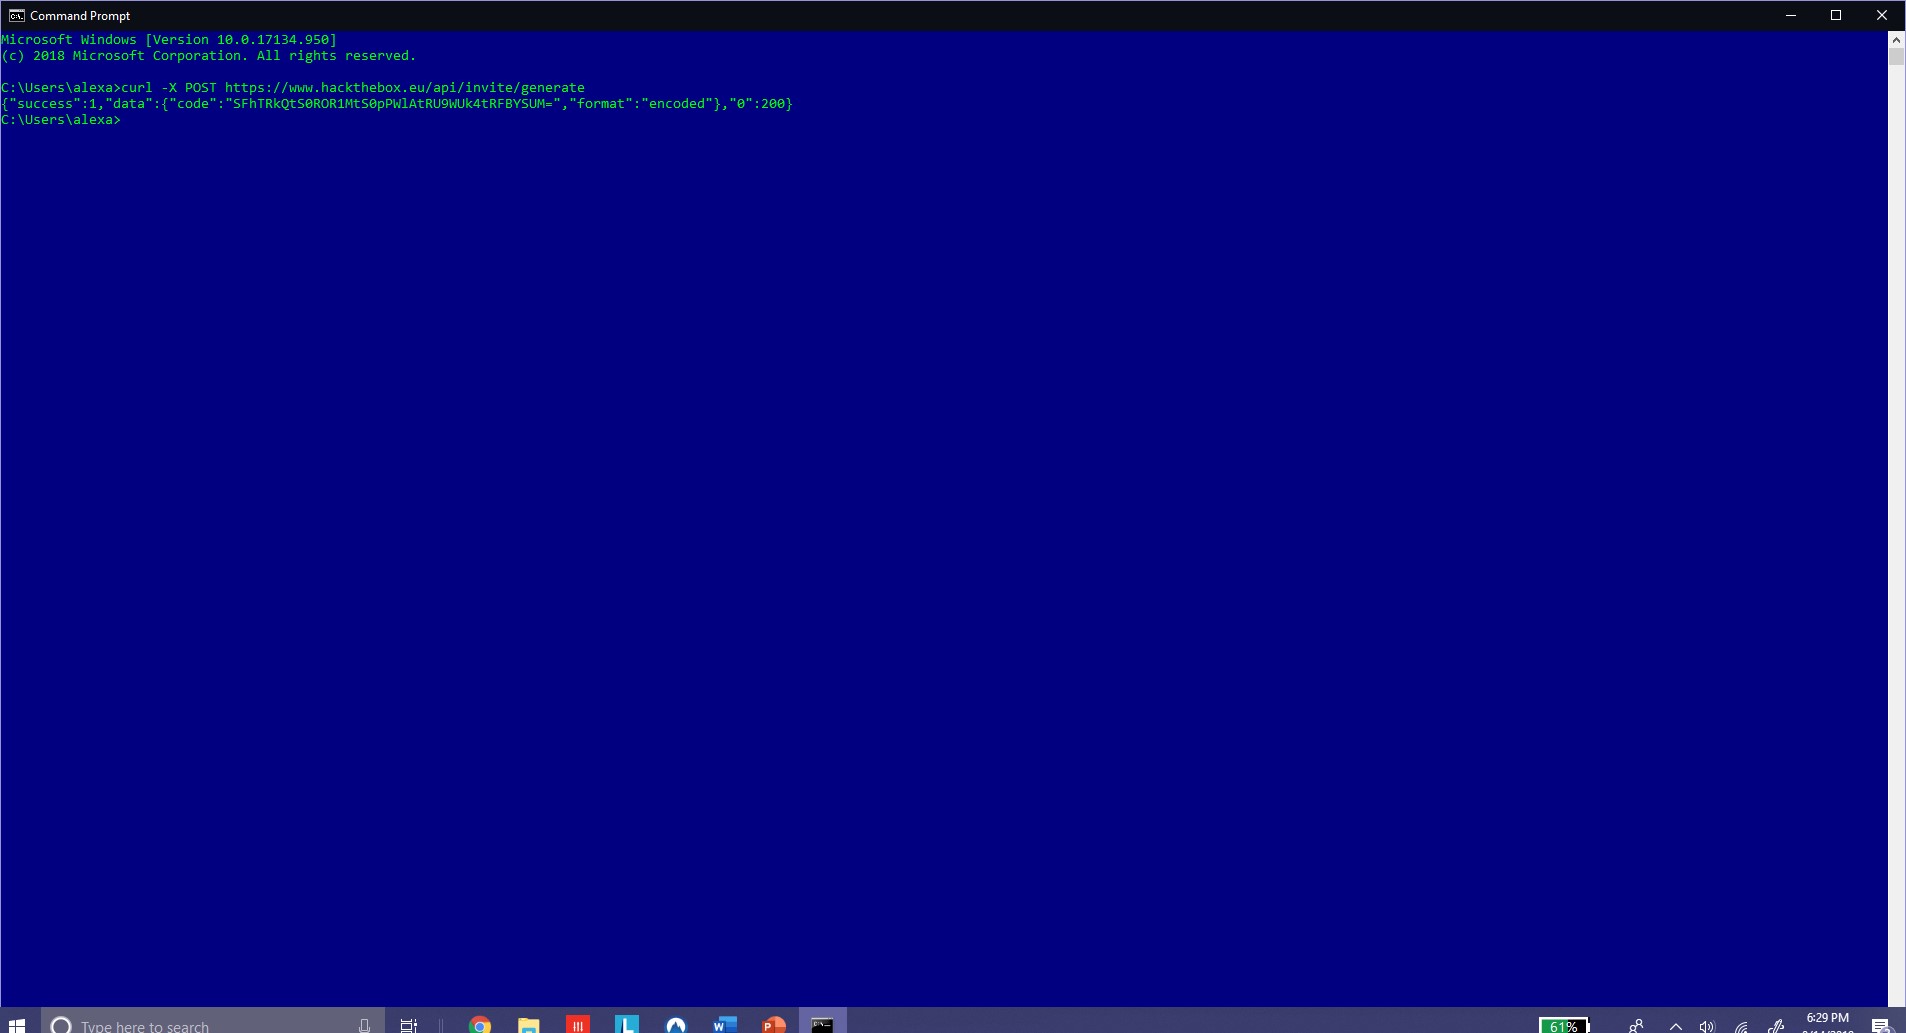 Command Prompt
Microsoft Windows [Version 10.0.17134.950]
(c) 2018 Microsoft Corporation. All rights reserved.
C:\Users\alexa>curl -X POST https://www.hackthebox.eu/api/invite/generate
{"success":1,"data":{"code":"SFhTRkQtS0ROR1MtS0pPWlAtRU9WUk4tRFBYSUM=","format":"encoded"},"0":200}
C:\Users\alexa>
Type here to search
61%
6:29 PM